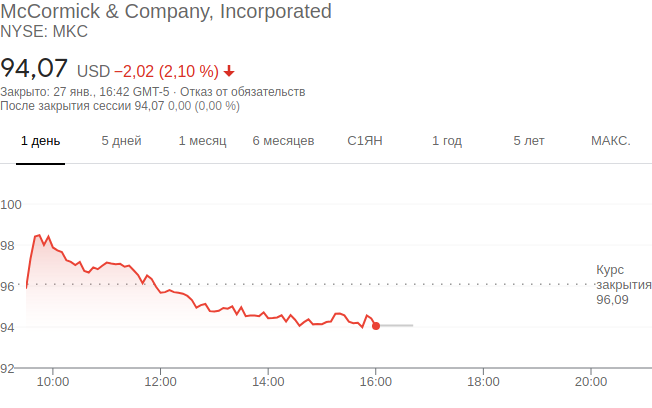 McCormick & Company, Incorporated
NYSE: MKC
94,07 USD −2,02 (2,10 %)
Закрыто: 27 янв., 16:42 GMT-5 · Отказ от обязательств
После закрытия сессии 94,07 0,00 (0,00 %)
1 день 5 дней 1 месяц 6 месяцев С1ЯН 1 год 5 лет МАКС.
100
98
Курс
96 закрытия
96,09
94
92
10:00 12:00 14:00 16:00 18:00 20:00